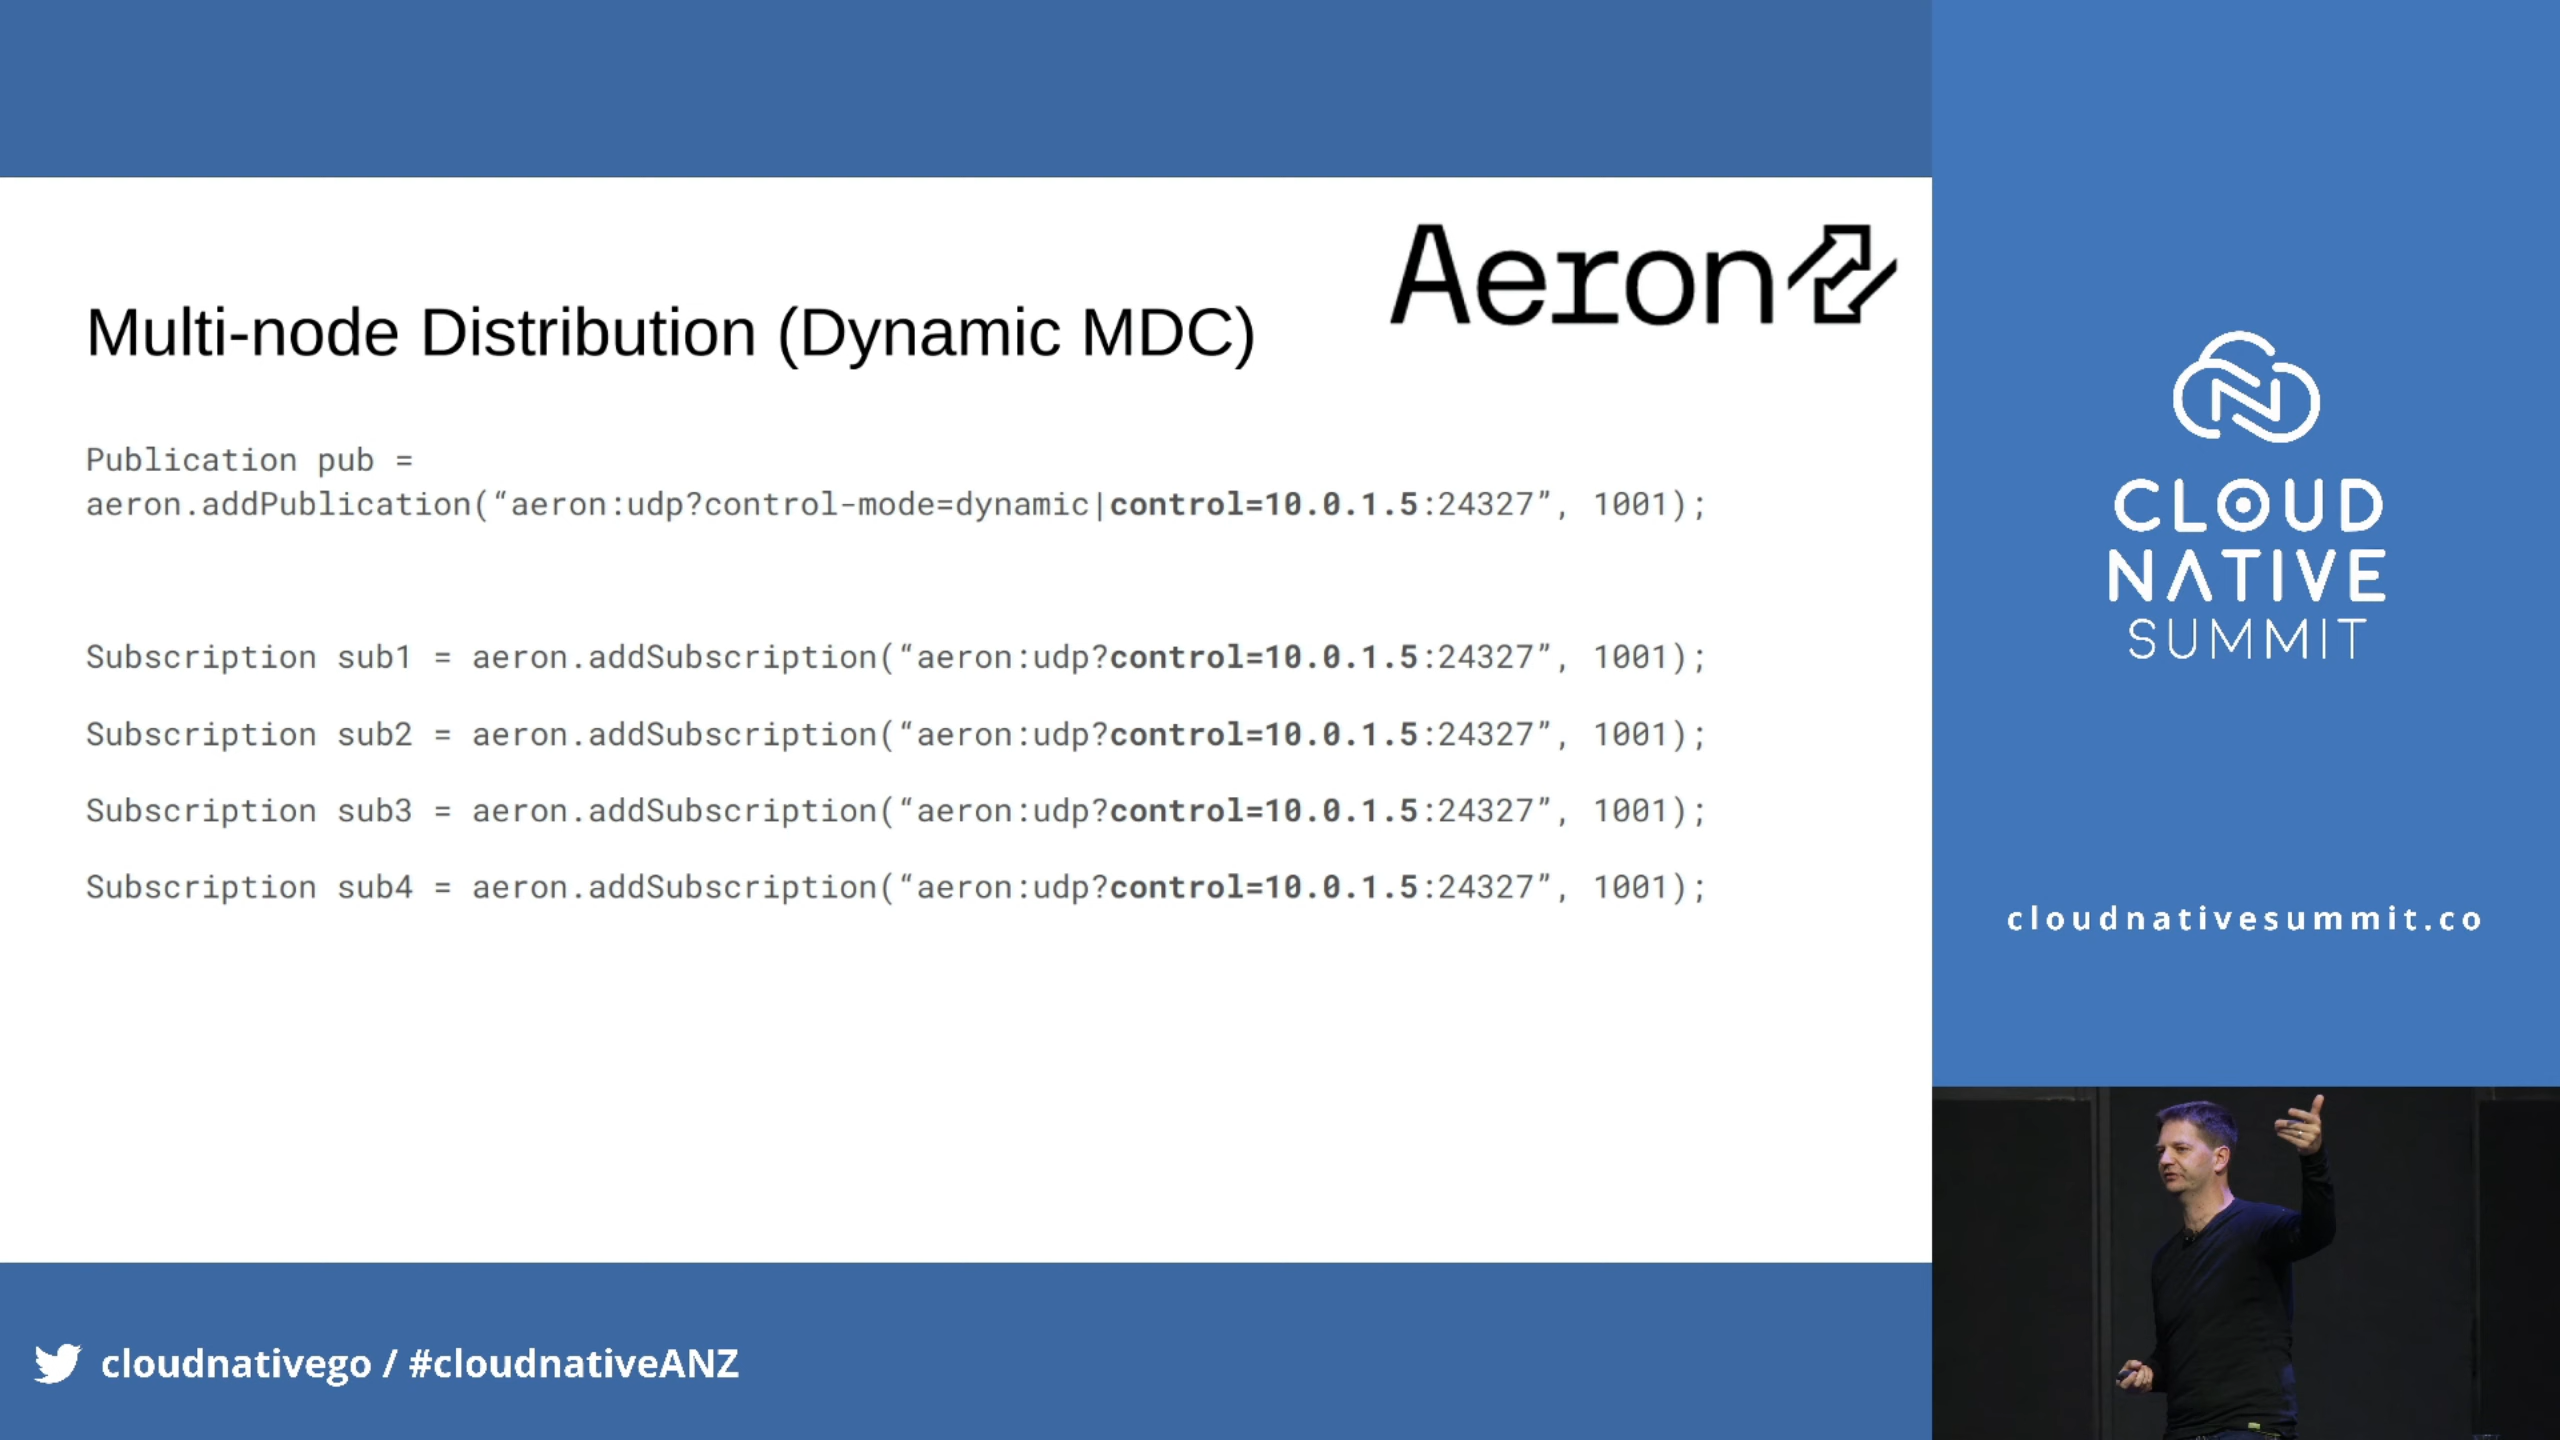 Aeron
Multi-node Distribution (Dynamic MDC)
Publication pub =
aeron.addPublication(“aeron:udp?control-mode=dynamic|control=10.0.1.5:24327”, 1001);
Subscription sub1 = aeron.addSubscription(“aeron:udp?control=10.0.1.5:24327”, 1001);
Subscription sub2 = aeron.addSubscription(“aeron:udp?control=10.0.1.5:24327”, 1001);
Subscription sub3 = aeron.addSubscription(“aeron:udp?control=10.0.1.5:24327”, 1001);
Subscription sub4 = aeron.addSubscription(“aeron:udp?control=10.0.1.5:24327”, 1001);
CLOUD
NATIVE
SUMMIT
cloudnativesummit.co
cloudnativego / #cloudnativeANZ